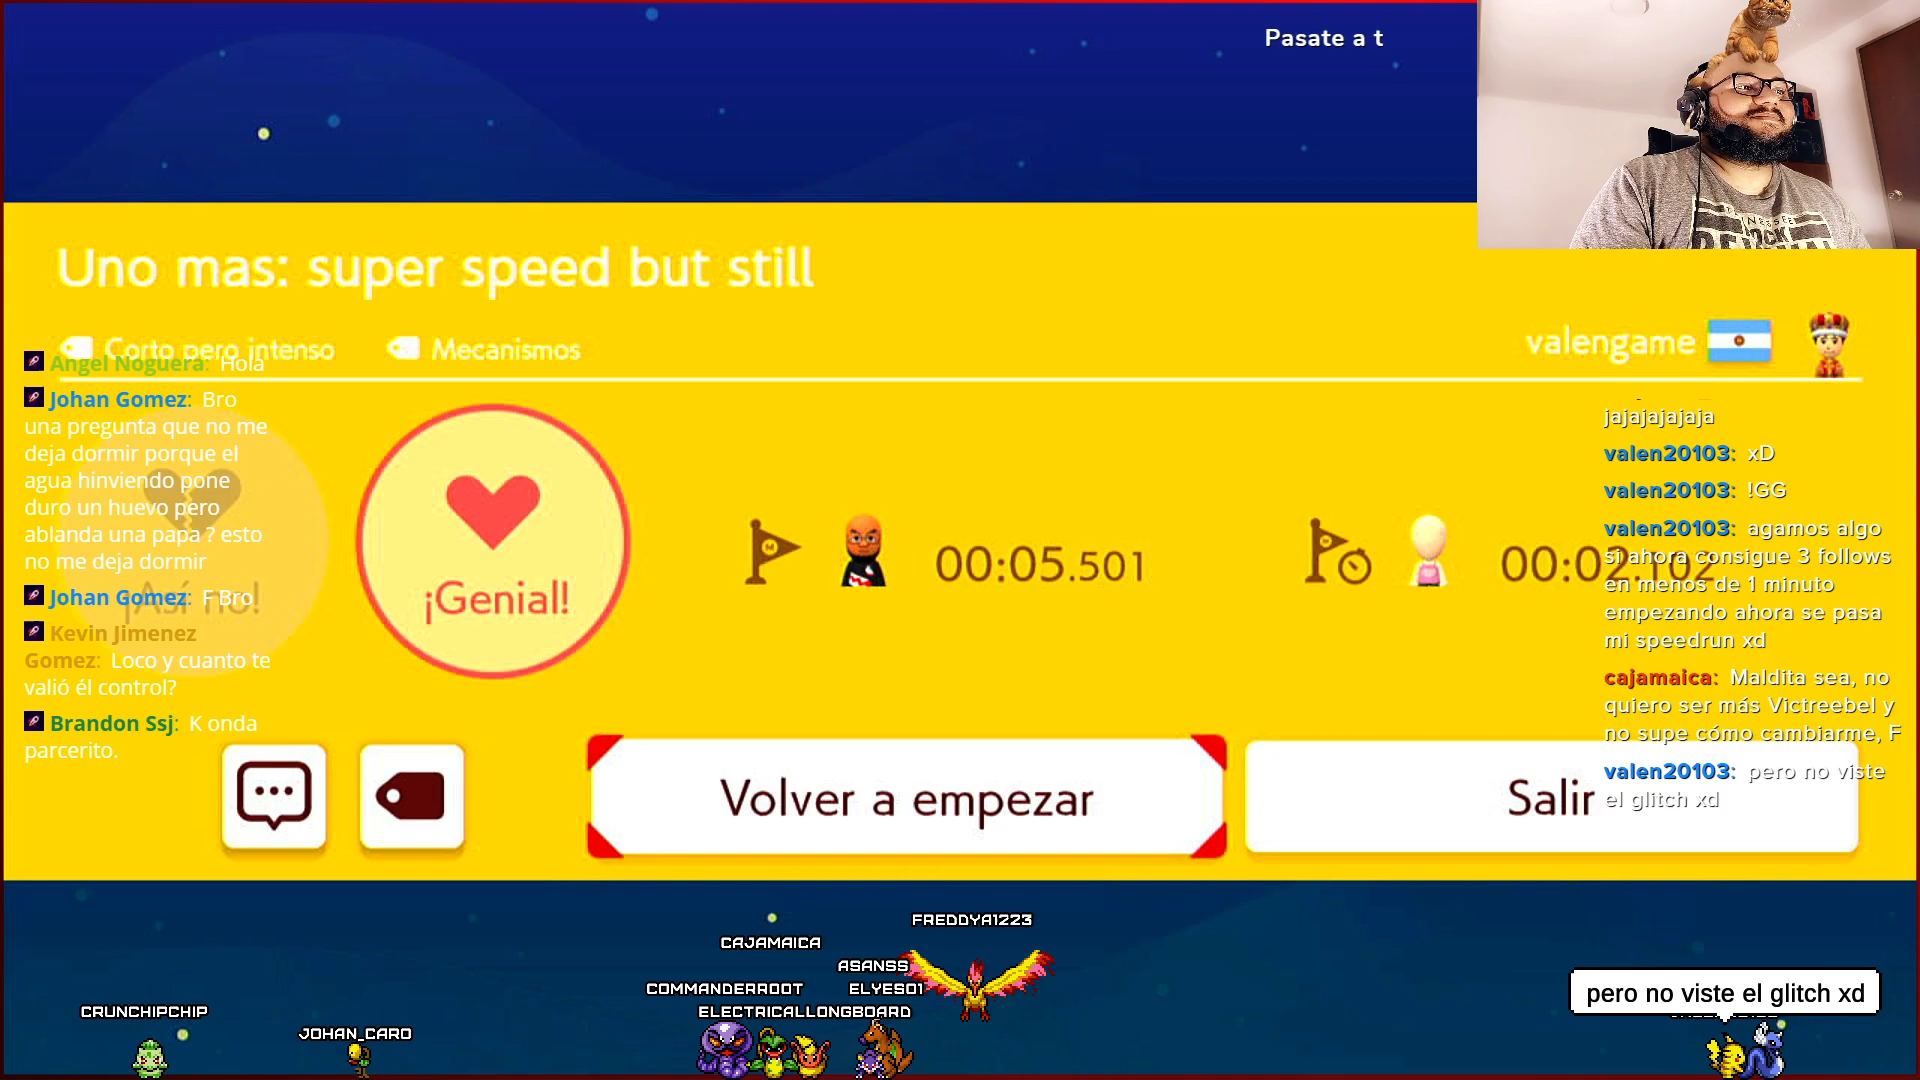 Pasate a t
Uno mas: super speed but still
Corto pero intenso
Mecanismos
valengame
Angel Noguera: Hola
Johan Gomez: Bro
una pregunta que no me
deja dormir porque el
agua hinviendo pone
duro un huevo pero
ablanda una papa ? esto
no me deja dormir
Johan Gomez: F Bro
Kevin Jimenez
Gomez: Loco y cuanto te
valió él control?
Brandon Ssj: K onda
parcerito.
¡Así no!
¡Genial!
00:05.501
00:02.102
jajajajajaja
valen20103: xD
valen20103: !GG
valen20103: agamos algo
si ahora consigue 3 follows
en menos de 1 minuto
empezando ahora se pasa
mi speedrun xd
cajamaica: Maldita sea, no
quiero ser más Victreebel y
no supe cómo cambiarme, F
valen20103: pero no viste
el glitch xd
Volver a empezar
Salir
FREDDYA1223
CAJAMAICA
ASANSS
COMMANDERROOT
ELYES01
ELECTRICALLONGBOARD
CRUNCHIPCHIP
JOHAN_CARO
pero no viste el glitch xd